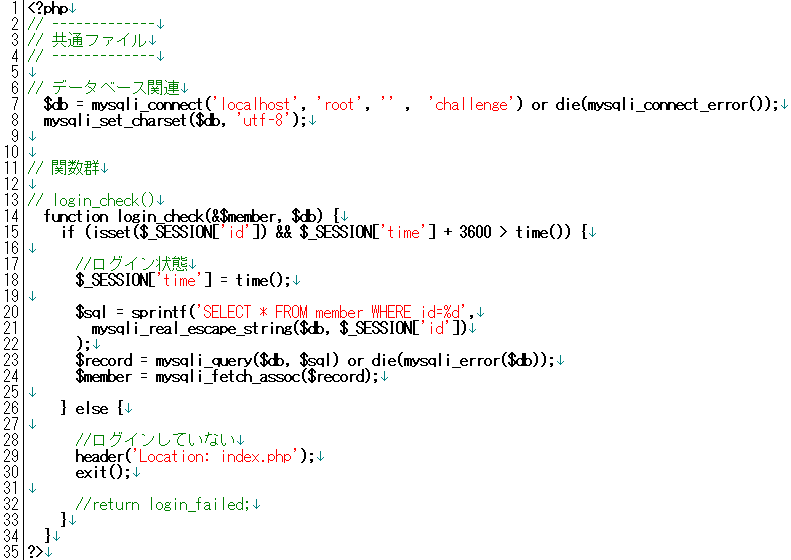 1 <?php↓
2 // -------------↓
3 // 共通ファイル↓
4 // -------------↓
5 ↓
6 // データベース関連↓
7   $db = mysqli_connect('localhost', 'root', '' ,  'challenge') or die(mysqli_connect_error());↓
8   mysqli_set_charset($db, 'utf-8');↓
9 ↓
10 ↓
11 // 関数群↓
12 ↓
13 // login_check()↓
14   function login_check(&$member, $db) {↓
15     if (isset($_SESSION['id']) && $_SESSION['time'] + 3600 > time()) {↓
16 ↓
17       //ログイン状態↓
18       $_SESSION['time'] = time();↓
19 ↓
20       $sql = sprintf('SELECT * FROM member WHERE id=%d',↓
21         mysqli_real_escape_string($db, $_SESSION['id'])↓
22       );↓
23       $record = mysqli_query($db, $sql) or die(mysqli_error($db));↓
24       $member = mysqli_fetch_assoc($record);↓
25 ↓
26     } else {↓
27 ↓
28       //ログインしていない↓
29       header('Location: index.php');↓
30       exit();↓
31 ↓
32       //return login_failed;↓
33     }↓
34   }↓
35 ?>↓